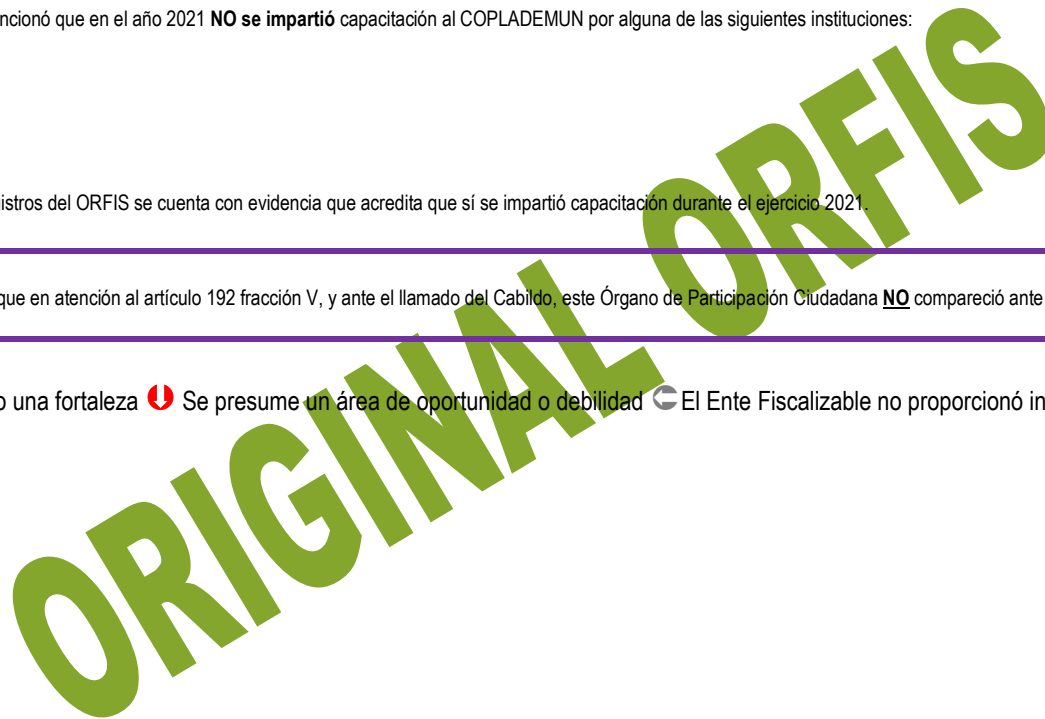 ncionó que en el año 2021 NO se impartió capacitación al COPLADEMUN por alguna de las siguientes instituciones:
istros del ORFIS se cuenta con evidencia que acredita que sí se impartió capacitación durante el ejercicio 2021.
que en atención al artículo 192 fracción V, y ante el llamado del Cabildo, este Órgano de Participación Ciudadana NO compareció ante
o una fortaleza Se presume un área de oportunidad o debilidad El Ente Fiscalizable no proporcionó in
ORIGINAL ORFIS